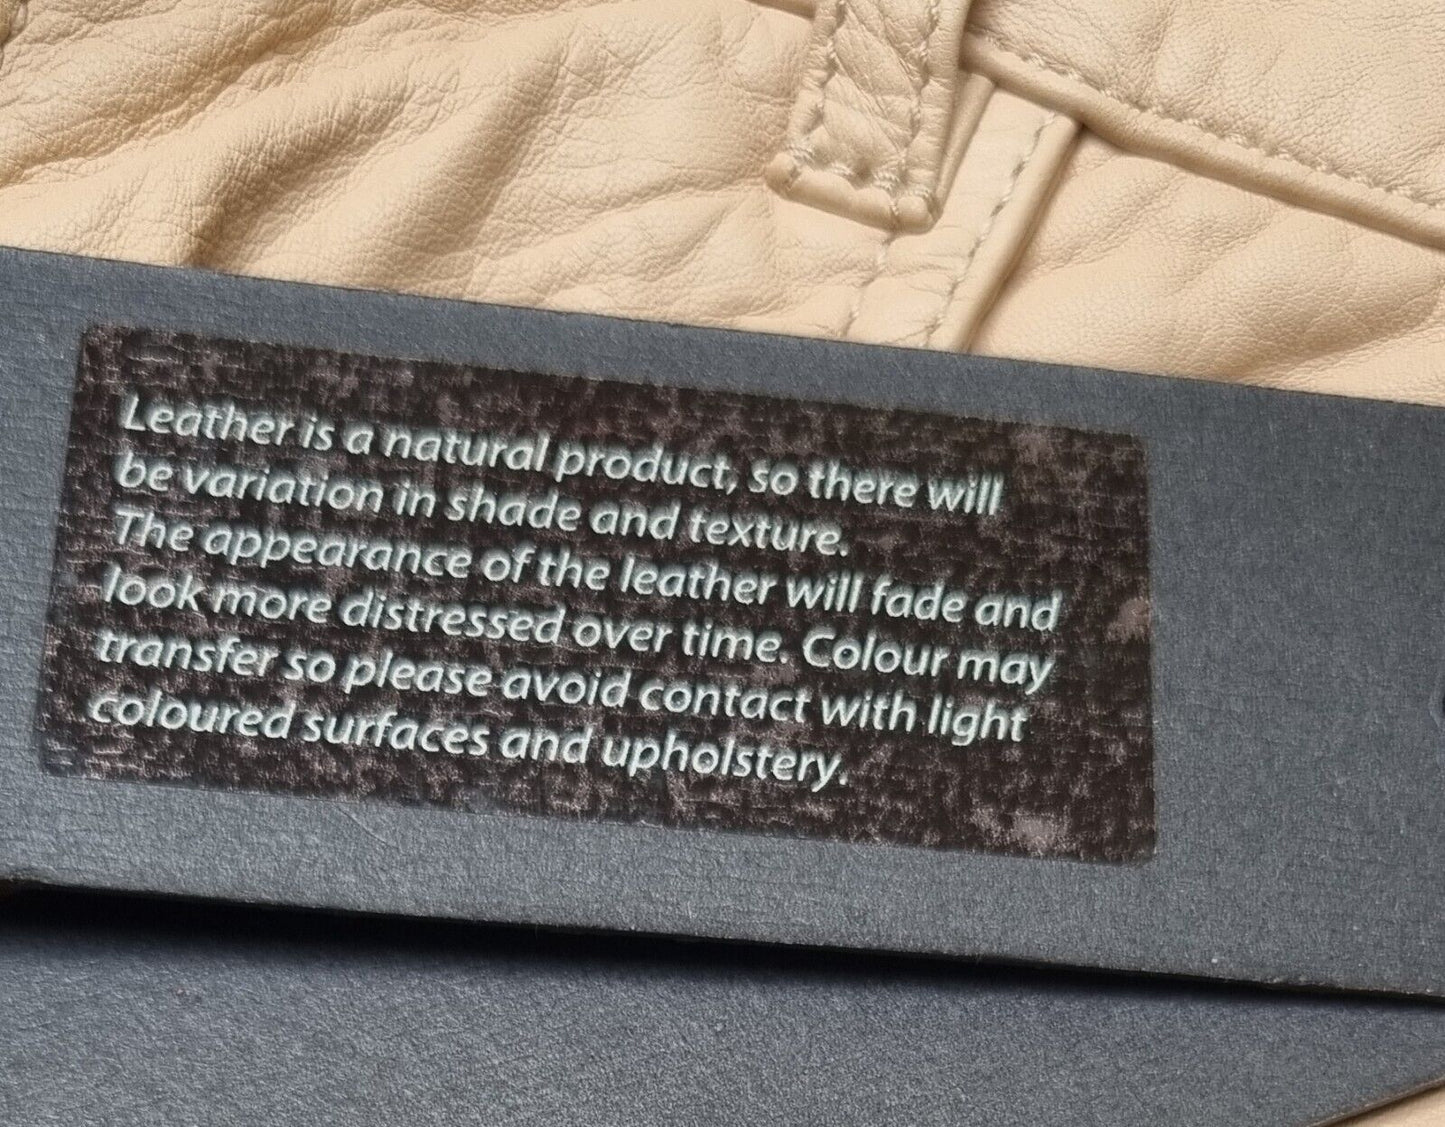 Leather is a natural product, so there will
be variation in shade and texture.
The appearance of the leather will fade and
look more distressed over time. Colour may
transfer so please avoid contact with light
coloured surfaces and upholstery.